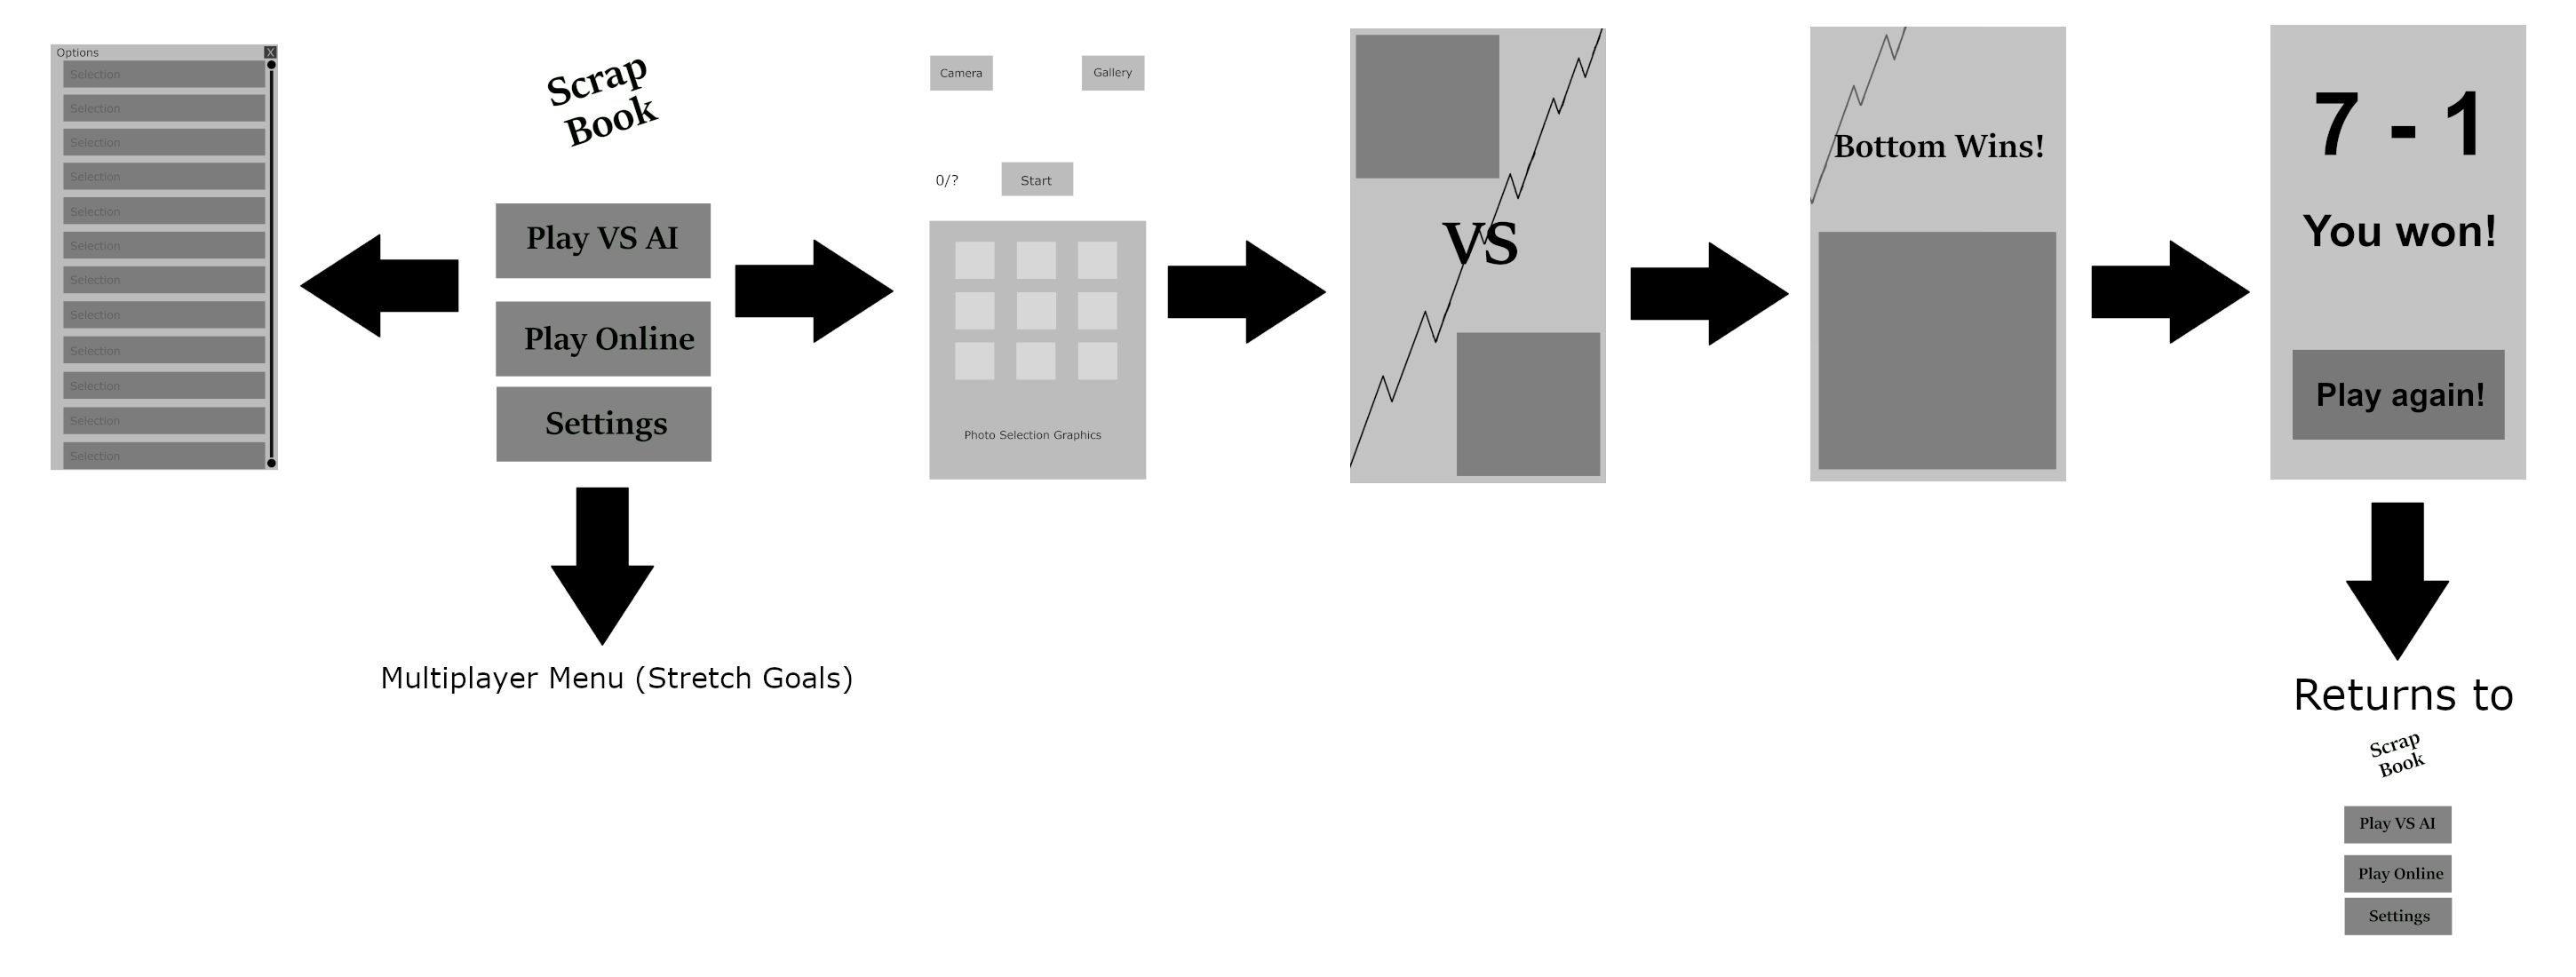 Options
X
Selection
Selection
Selection
Selection
Selection
Selection
Selection
Selection
Selection
Selection
Selection
Selection
Scrap
Book
Play VS AI
Play Online
Settings
Multiplayer Menu (Stretch Goals)
Camera
Gallery
0/?
Start
Photo Selection Graphics
VS
Bottom Wins!
7 - 1
You won!
Play again!
Returns to
Scrap
Book
Play VS AI
Play Online
Settings